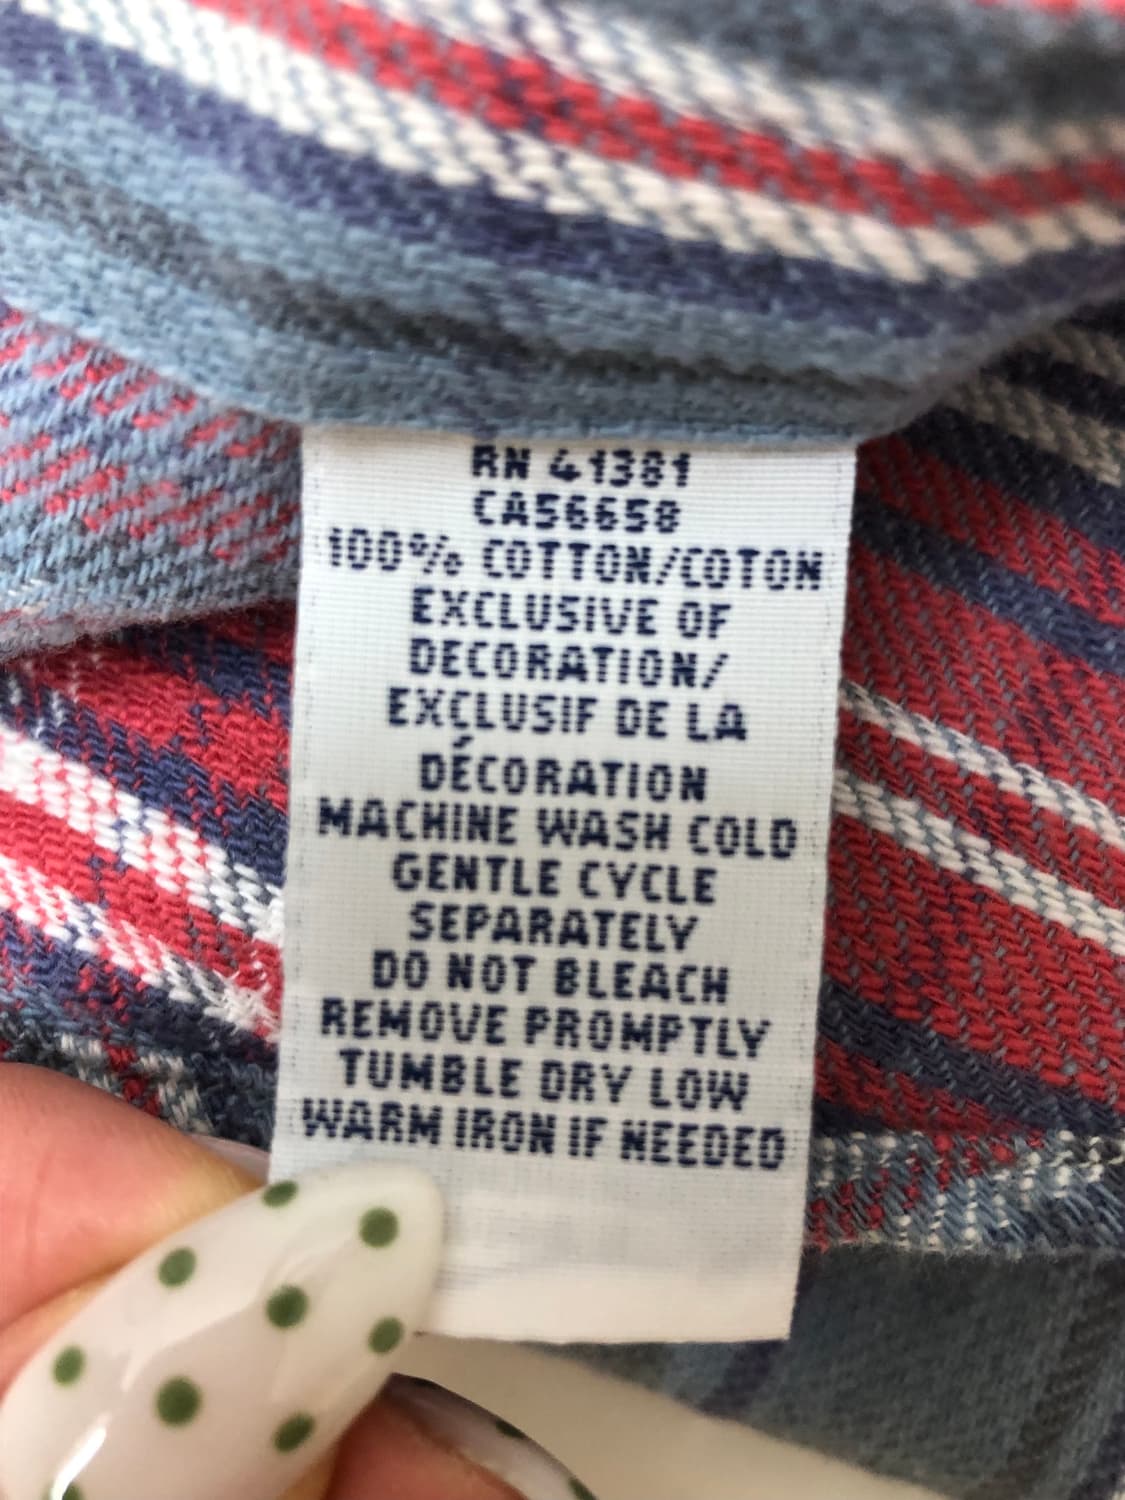 RN 41381
CA56658
100% COTTON/COTON
EXCLUSIVE OF
DECORATION/
EXCLUSIF DE LA
DÉCORATION
MACHINE WASH COLD
GENTLE CYCLE
SEPARATELY
DO NOT BLEACH
REMOVE PROMPTLY
TUMBLE DRY LOW
WARM IRON IF NEEDED